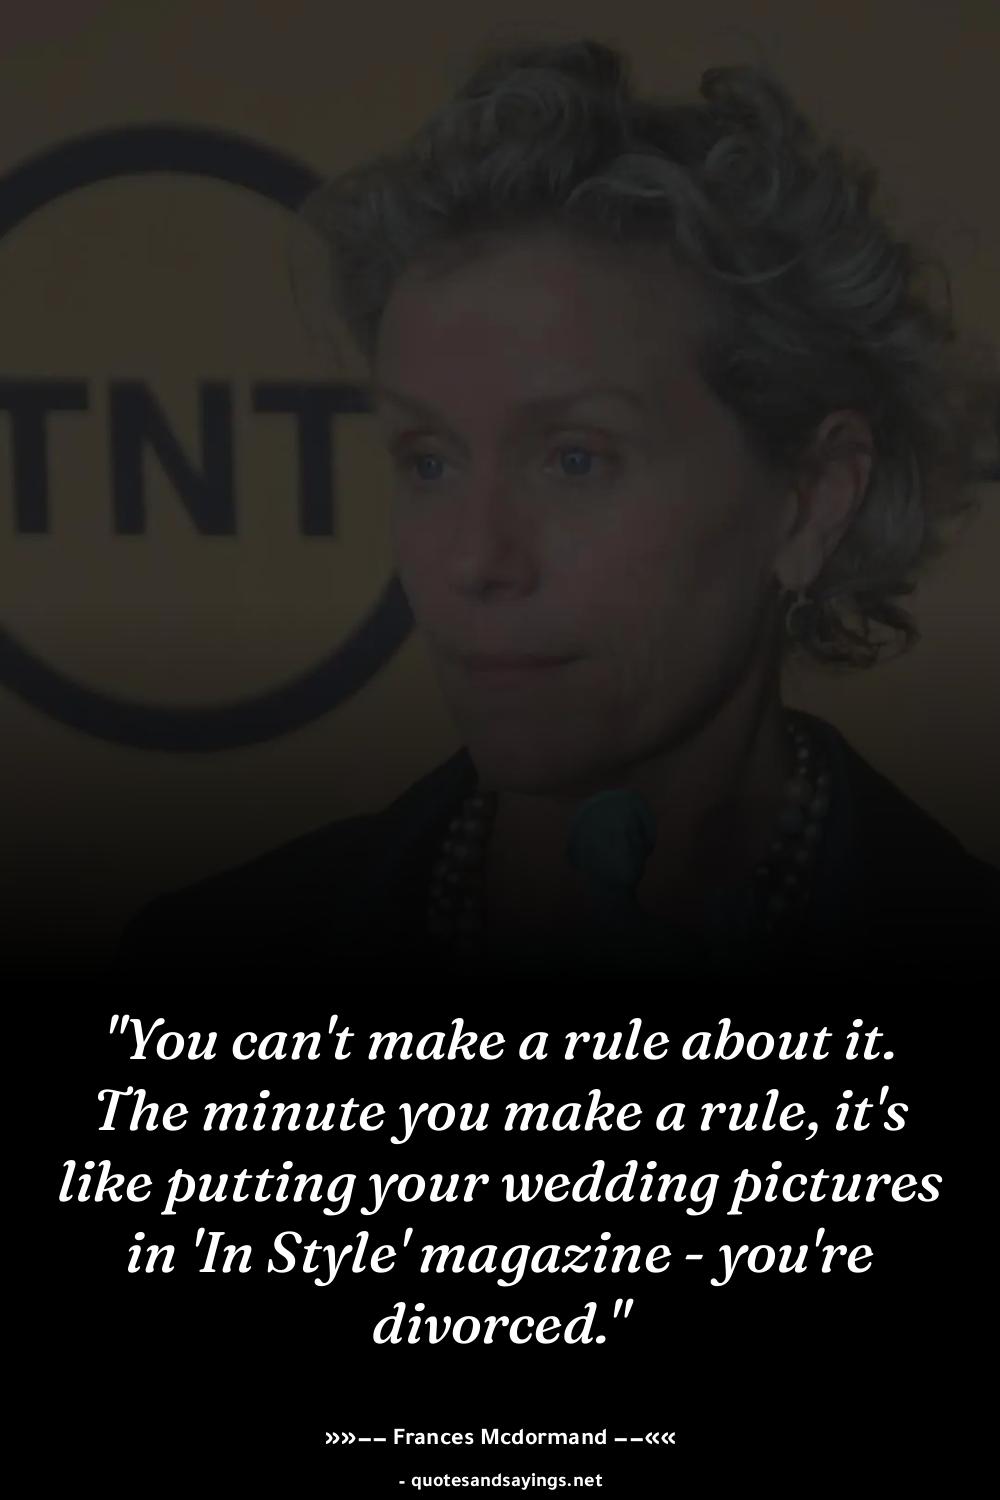 TNT
"You can't make a rule about it.
The minute you make a rule, it's
like putting your wedding pictures
in 'In Style' magazine - you're
divorced."
»»−− Frances Mcdormand −−««
- quotesandsayings.net